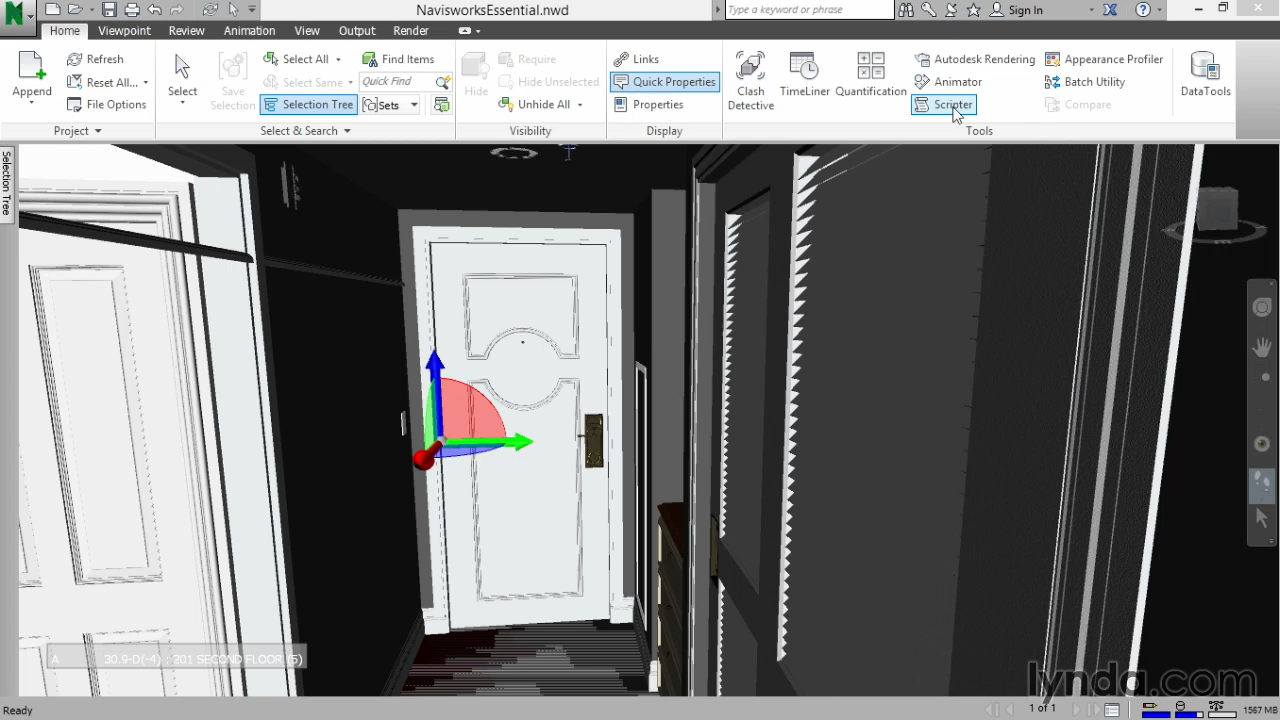 NavisworksEssential.nwd
Type a keyword or phrase
Sign In
Home Viewpoint Review Animation View Output Render
Append
Refresh
Reset All...
File Options
Project
Select
Save Selection
Select All
Select Same
Selection Tree
Find Items
Quick Find
Sets
Select & Search
Hide
Require
Hide Unselected
Unhide All
Visibility
Links
Quick Properties
Properties
Display
Clash Detective
TimeLiner
Quantification
Autodesk Rendering
Animator
Scripter
Appearance Profiler
Batch Utility
Compare
Tools
DataTools
Selection Tree
30.9-D(-4) : 201 SECOND FLOOR (5)
lynda.com
Ready
1 of 1
1567 MB